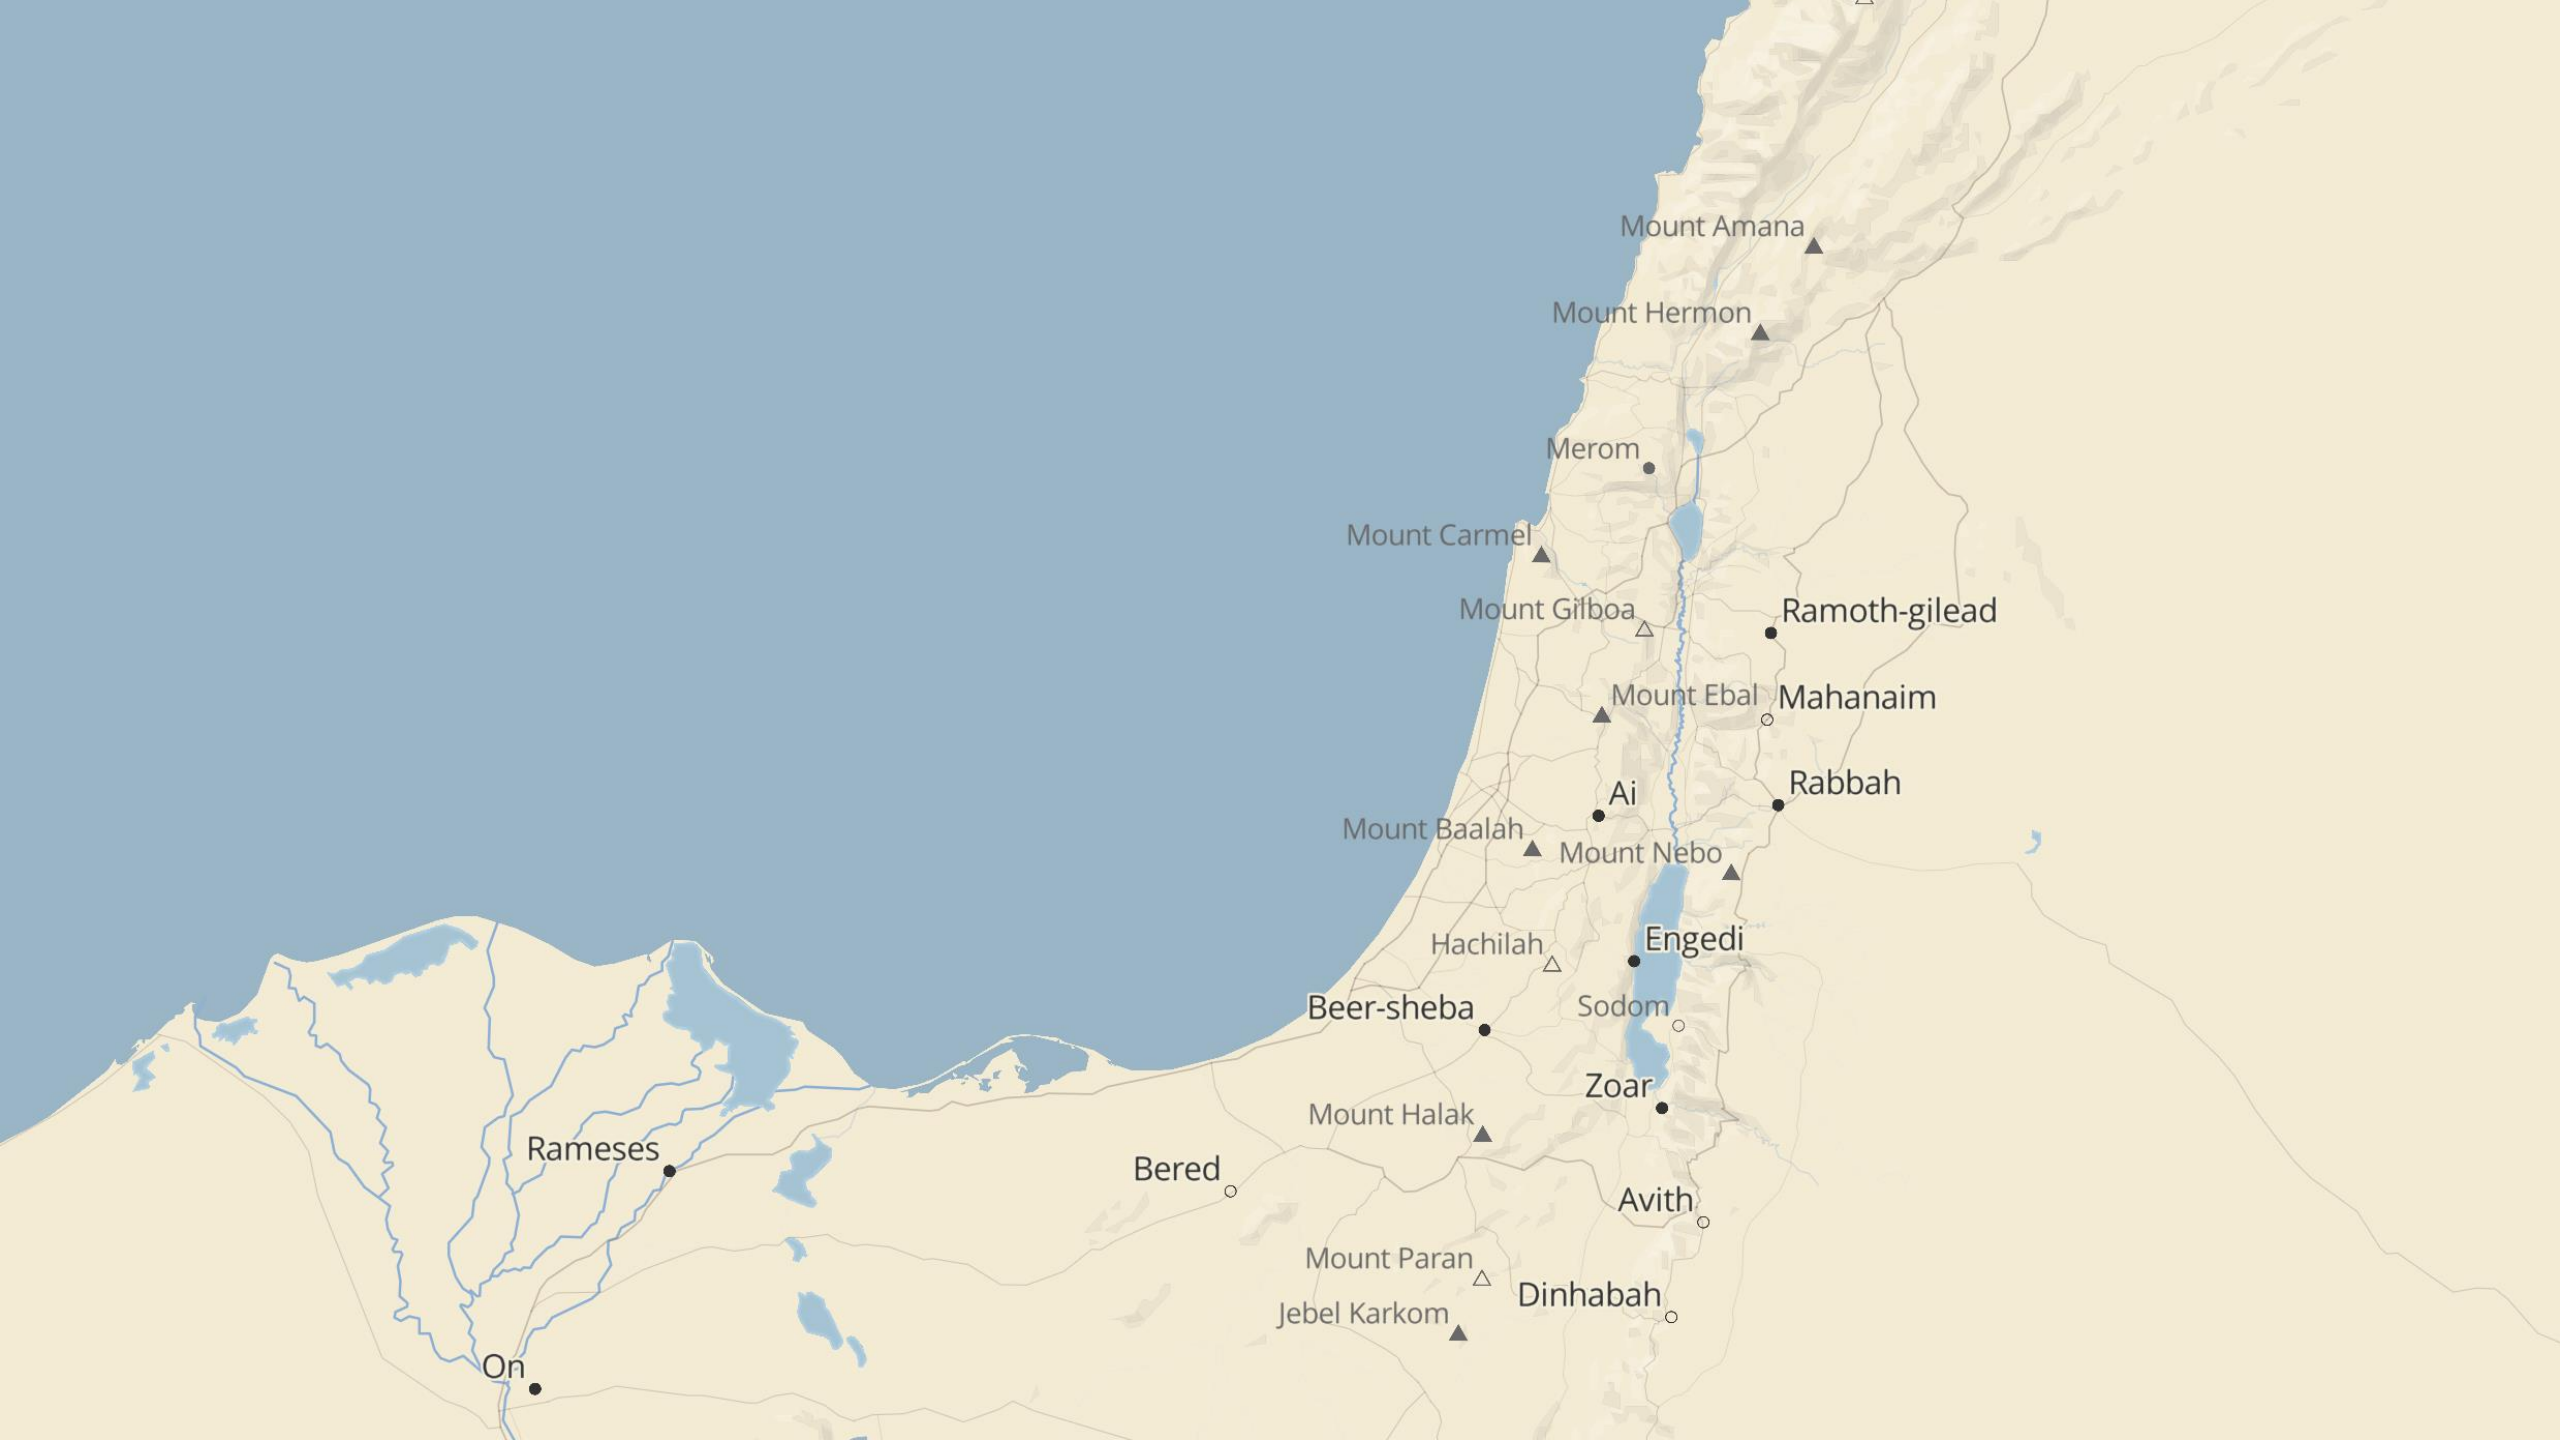 Mount Amana
Mount Hermon
Merom
Mount Carmel
Mount Gilboa
Ramoth-gilead
Mount Ebal
Mahanaim
Rabbah
Ai
Mount Baalah
Mount Nebo
Hachilah
Engedi
Beer-sheba
Sodom
Zoar
Mount Halak
Rameses
Bered
Avith
Mount Paran
Dinhabah
Jebel Karkom
On